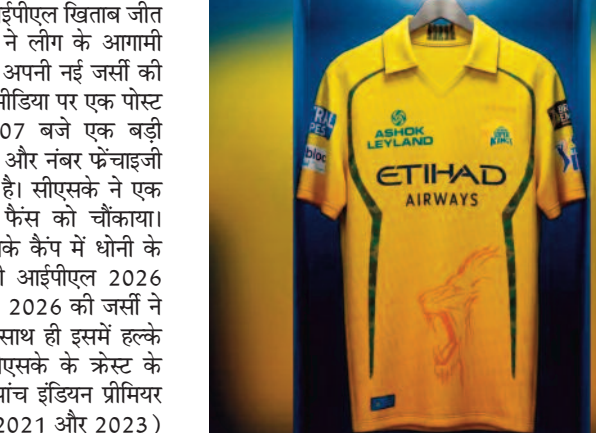 ईपीएल खिताब जीत
ने लीग के आगामी
अपनी नई जर्सी की
मीडिया पर एक पोस्ट
07 बजे एक बड़ी
और नंबर फ्रेंचाइजी
है। सीएसके ने एक
फैंस को चौंकाया।
के कैंप में धोनी के
आईपीएल 2026
2026 की जर्सी ने
साथ ही इसमें हल्के
एसके के क्रेस्ट के
पांच इंडियन प्रीमियर
2021 और 2023)
ASHOK
LEYLAND
KINGS
ETIHAD
AIRWAYS